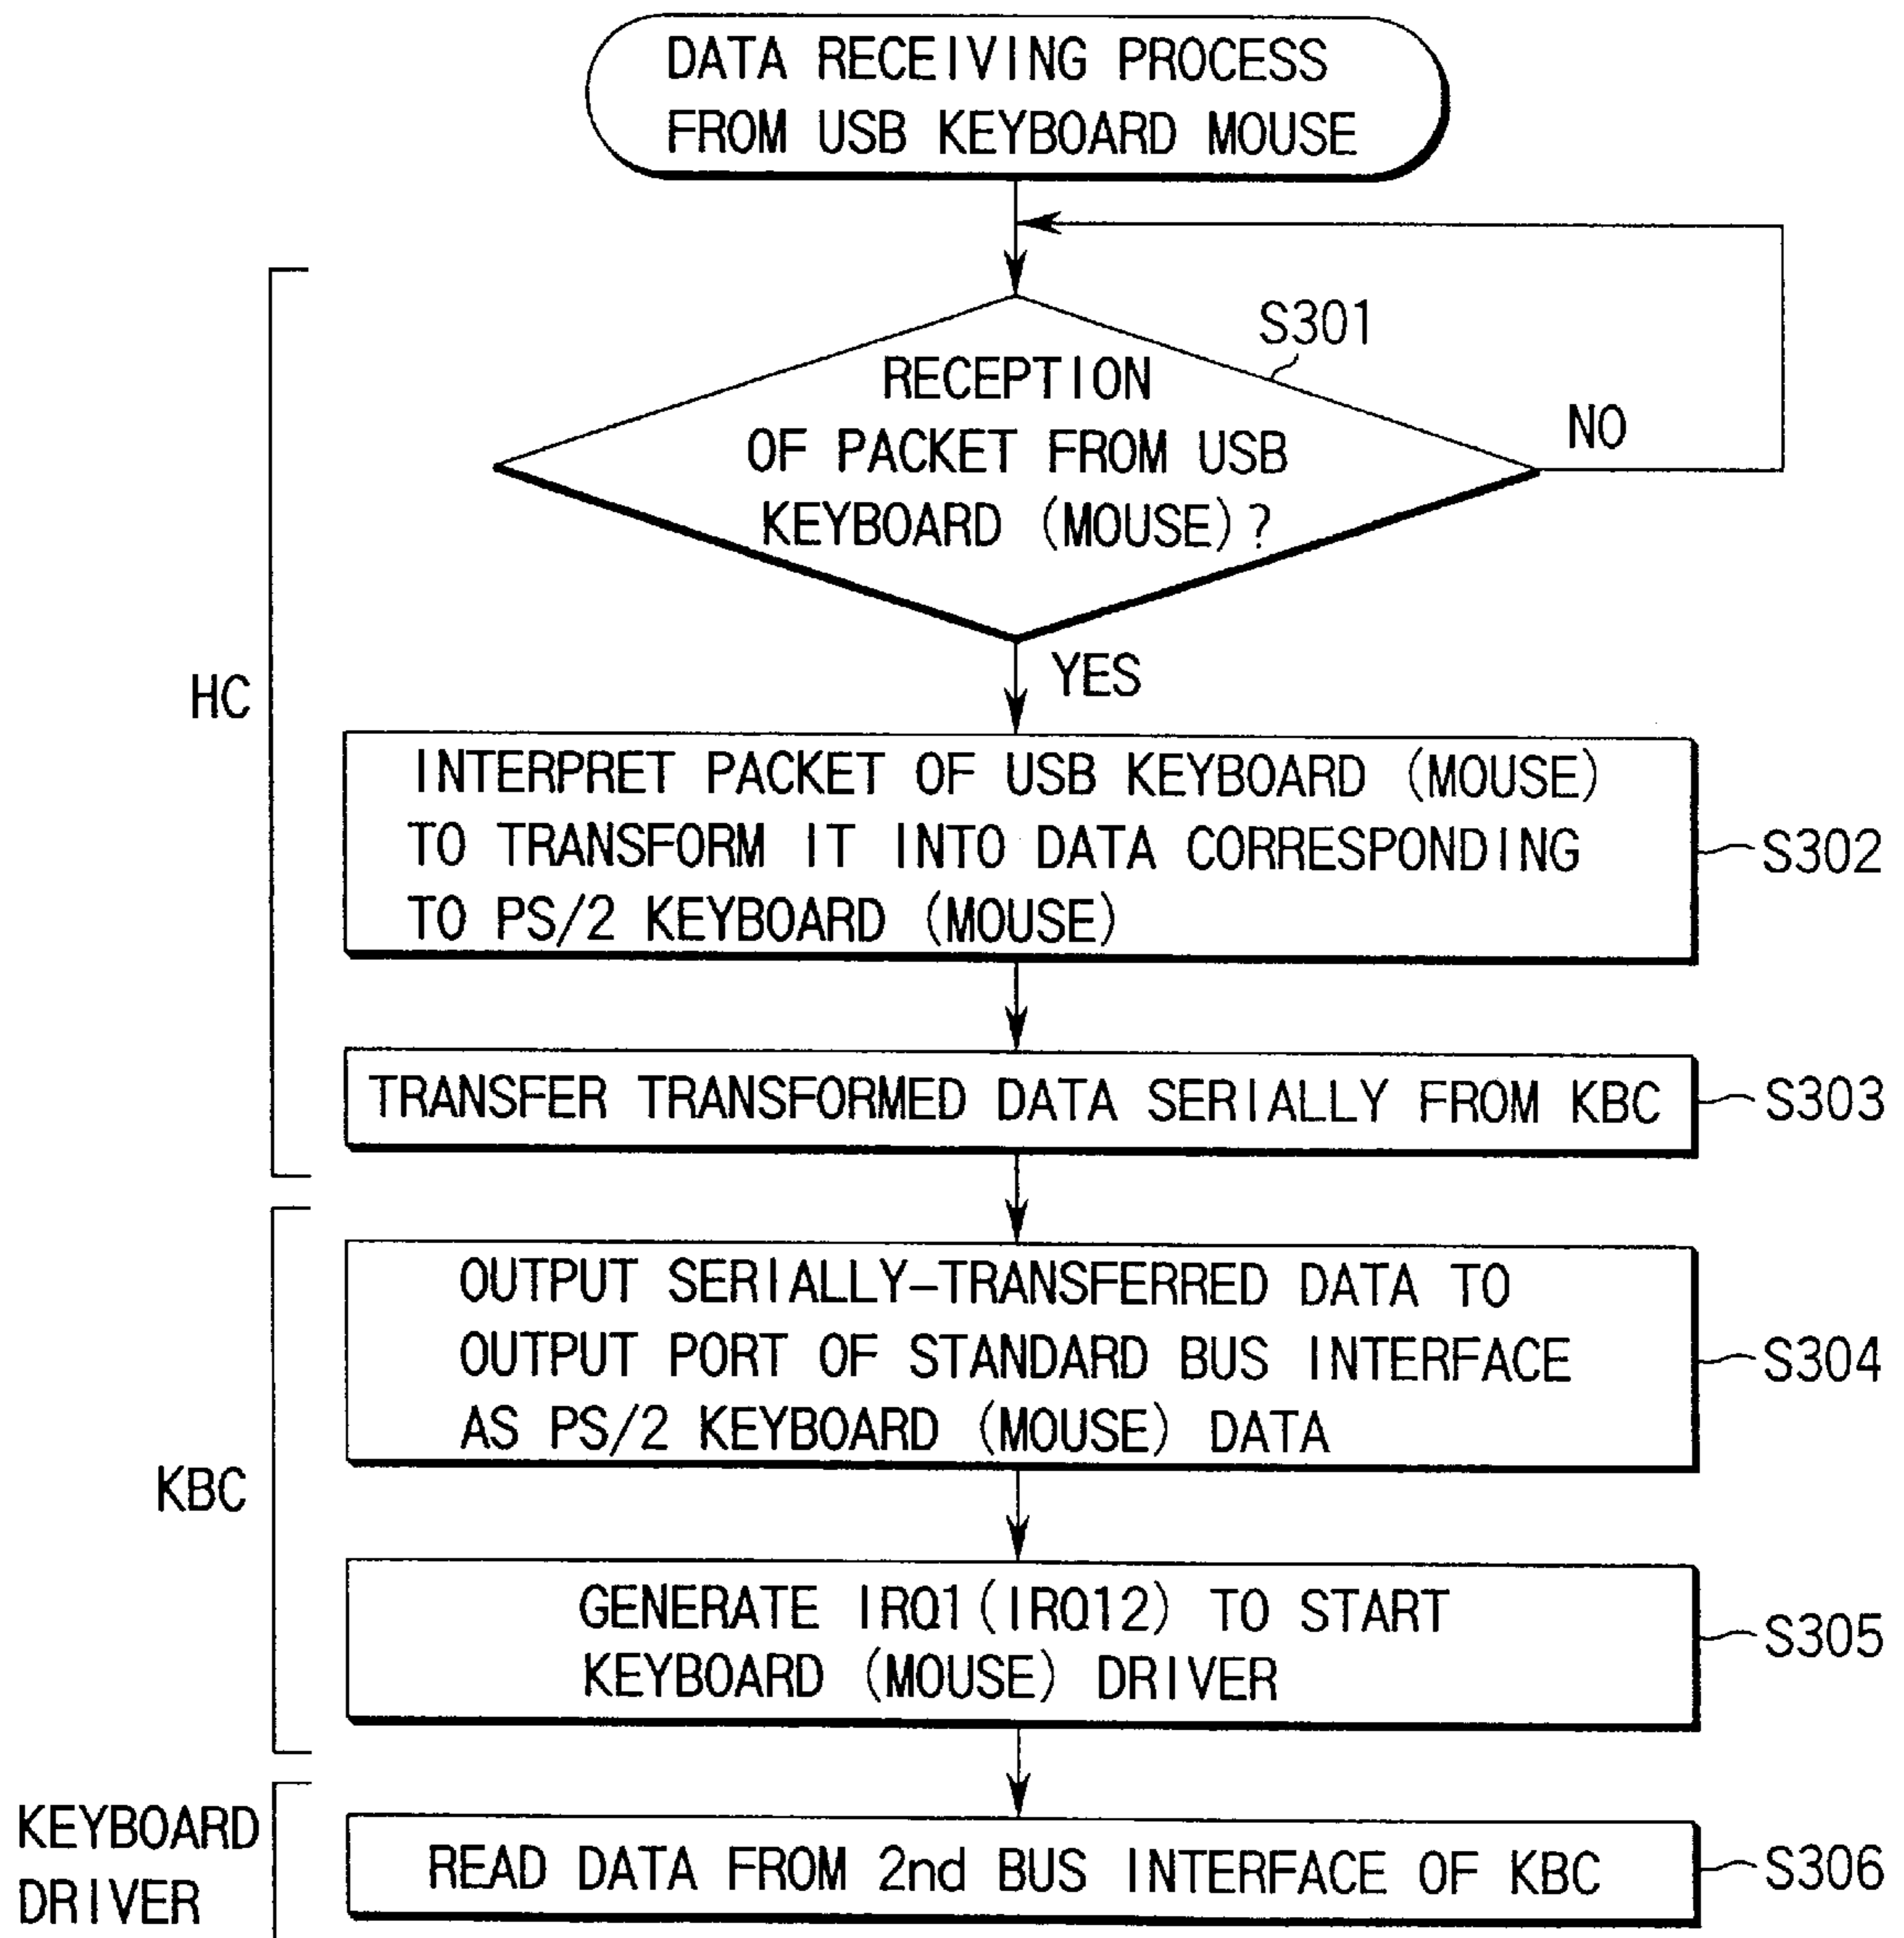 DATA RECEIVING PROCESS
FROM USB KEYBOARD MOUSE
S301
RECEPTION
OF PACKET FROM USB
KEYBOARD (MOUSE)?
NO
YES
HC
INTERPRET PACKET OF USB KEYBOARD (MOUSE)
TO TRANSFORM IT INTO DATA CORRESPONDING
TO PS/2 KEYBOARD (MOUSE)
S302
TRANSFER TRANSFORMED DATA SERIALLY FROM KBC
S303
OUTPUT SERIALLY-TRANSFERRED DATA TO
OUTPUT PORT OF STANDARD BUS INTERFACE
AS PS/2 KEYBOARD (MOUSE) DATA
S304
KBC
GENERATE IRQ1(IRQ12) TO START
KEYBOARD (MOUSE) DRIVER
S305
KEYBOARD
DRIVER
READ DATA FROM 2nd BUS INTERFACE OF KBC
S306